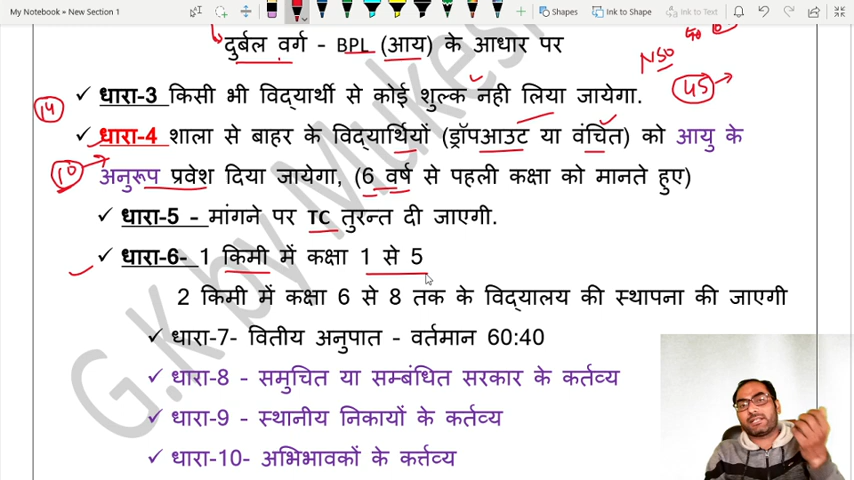 My Notebook » New Section 1
Shapes Ink to Shape Ink to Text
दुर्बल वर्ग - BPL (आय) के आधार पर
NSO
45
14
✓ धारा-3 किसी भी विद्यार्थी से कोई शुल्क नही लिया जायेगा.
✓ धारा-4 शाला से बाहर के विद्यार्थियों (ड्रॉपआउट या वंचित) को आयु के
10
अनुरूप प्रवेश दिया जायेगा, (6 वर्ष से पहली कक्षा को मानते हुए)
✓ धारा-5 - मांगने पर TC तुरन्त दी जाएगी.
✓ धारा-6- 1 किमी में कक्षा 1 से 5
2 किमी में कक्षा 6 से 8 तक के विद्यालय की स्थापना की जाएगी
✓ धारा-7- वितीय अनुपात - वर्तमान 60:40
✓ धारा-8 - समुचित या सम्बंधित सरकार के कर्तव्य
✓ धारा-9 - स्थानीय निकायों के कर्तव्य
✓ धारा-10- अभिभावकों के कर्त्तव्य
G.K by Mukesh